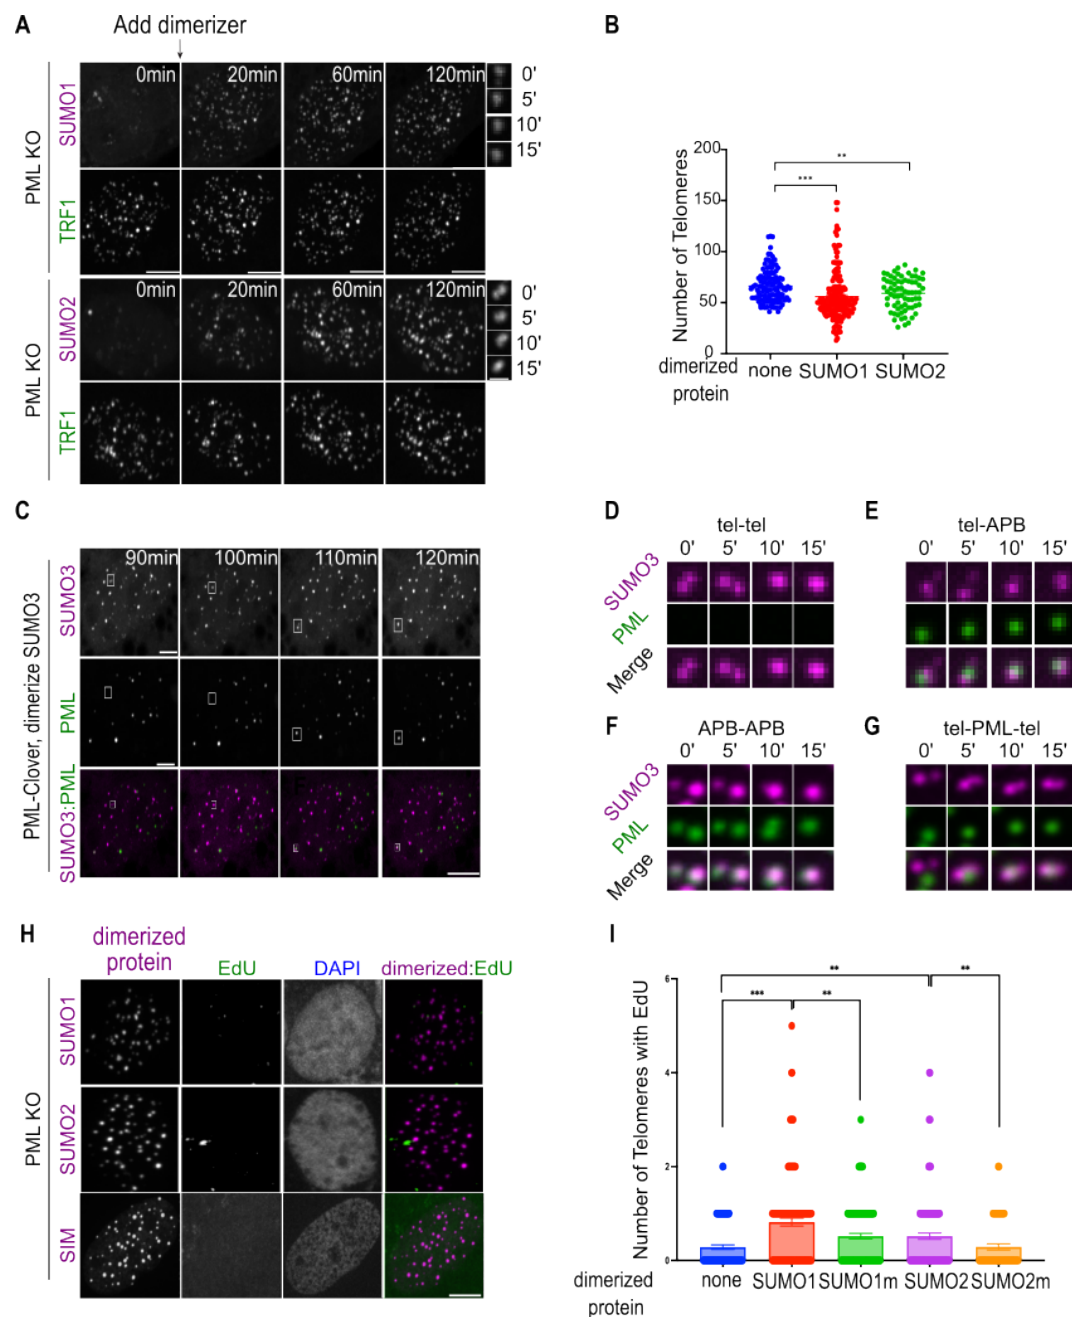 A
Add dimerizer
0min 20min 60min 120min
0'
5'
10'
15'
PML KO
SUMO1
TRF1
0min 20min 60min 120min
0'
5'
10'
15'
PML KO
SUMO2
TRF1
B
Number of Telomeres
200
150
100
50
0
**
***
dimerized protein
none SUMO1 SUMO2
C
90min 100min 110min 120min
PML-Clover, dimerize SUMO3
SUMO3
PML
SUMO3:PML
D
tel-tel
0' 5' 10' 15'
SUMO3
PML
Merge
E
tel-APB
0' 5' 10' 15'
F
APB-APB
0' 5' 10' 15'
SUMO3
PML
Merge
G
tel-PML-tel
0' 5' 10' 15'
H
dimerized protein
EdU
DAPI
dimerized:EdU
PML KO
SUMO1
SUMO2
SIM
I
Number of Telomeres with EdU
6
4
2
0
**
**
***
**
dimerized protein
none SUMO1 SUMO1m SUMO2 SUMO2m